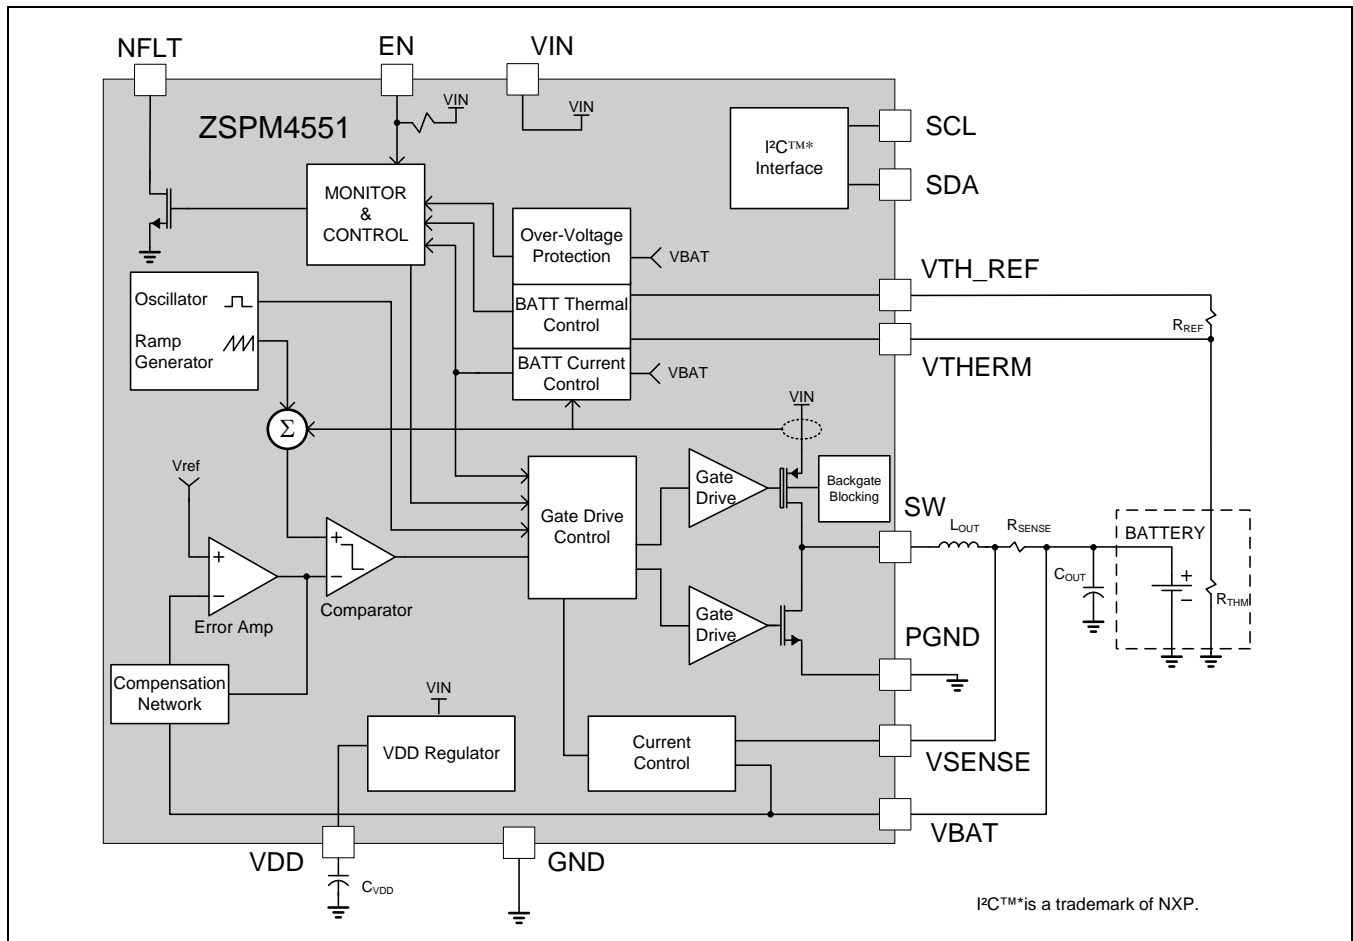 NFLT
EN
VIN
ZSPM4551
VIN
VIN
I²C™*
Interface
SCL
SDA
MONITOR
&
CONTROL
Over-Voltage
Protection
VBAT
VTH_REF
Oscillator
Ramp
Generator
BATT Thermal
Control
RREF
BATT Current
Control
VBAT
VTHERM
VIN
Σ
Vref
Gate
Drive
Backgate
Blocking
SW
Gate Drive
Control
LOUT
RSENSE
BATTERY
+
−
Comparator
+
−
Error Amp
COUT
+
−
RTHM
Gate
Drive
PGND
Compensation
Network
VIN
VDD Regulator
Current
Control
VSENSE
VBAT
VDD
GND
CVDD
I²C™*is a trademark of NXP.